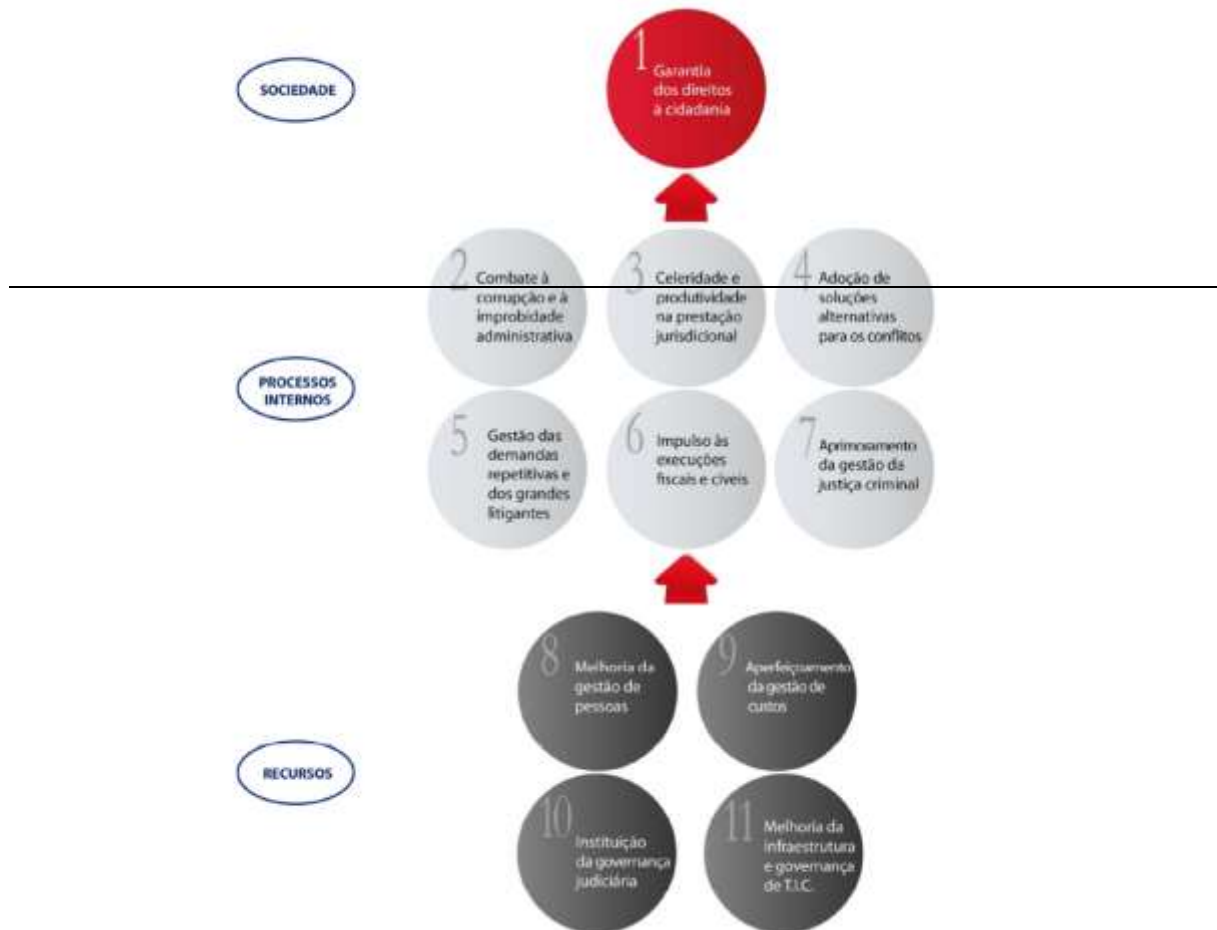 SOCIEDADE
1
Garantia
dos direitos
à cidadania
2
Combate à
corrupção e à
improbidade
administrativa
3
Celeridade e
produtividade
na prestação
jurisdicional
4
Adoção de
soluções
alternativas
para os conflitos
PROCESSOS
INTERNOS
5
Gestão das
demandas
repetitivas e
dos grandes
litigantes
6
Impulso às
execuções
fiscais e cíveis
7
Aprimoramento
da gestão da
justiça criminal
RECURSOS
8
Melhoria da
gestão de
pessoas
9
Aperfeiçoamento
da gestão de
custos
10
Instituição
da governança
judiciária
11
Melhoria da
infraestrutura
e governança
de T.I.C.